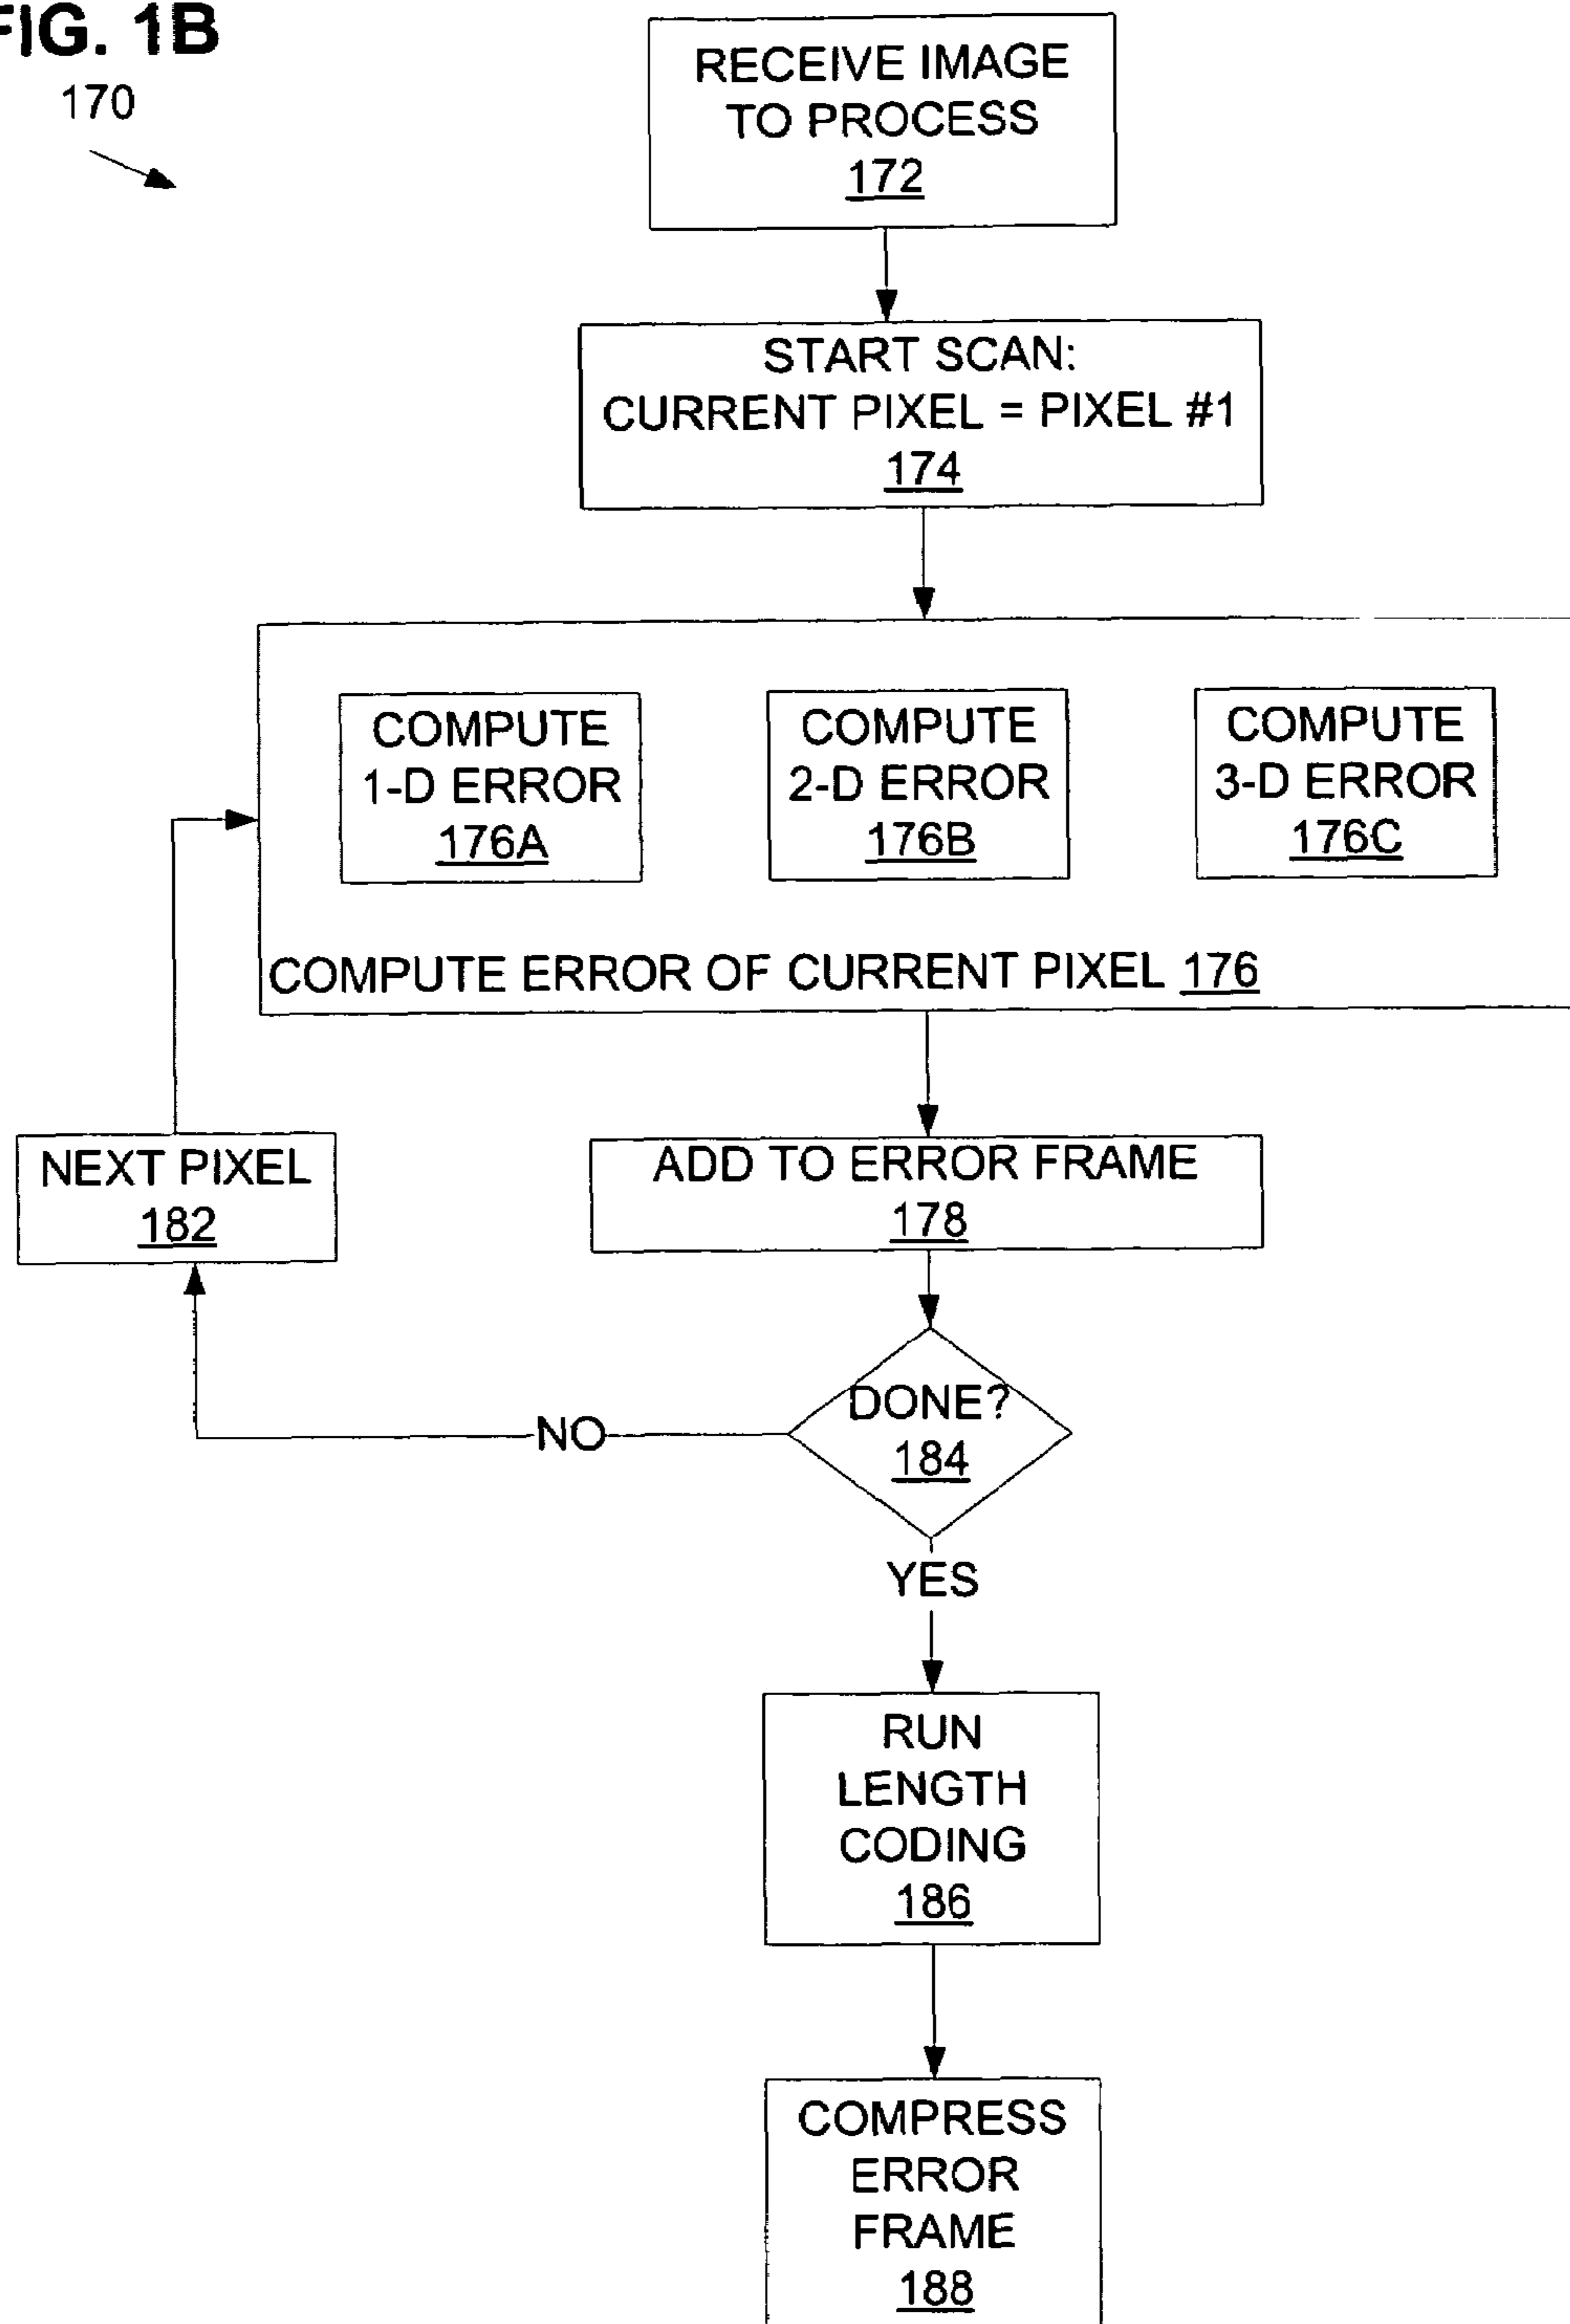 FIG. 1B
170
RECEIVE IMAGE
TO PROCESS
172
START SCAN:
CURRENT PIXEL = PIXEL #1
174
COMPUTE
1-D ERROR
176A
COMPUTE
2-D ERROR
176B
COMPUTE
3-D ERROR
176C
COMPUTE ERROR OF CURRENT PIXEL 176
NEXT PIXEL
182
ADD TO ERROR FRAME
178
DONE?
184
NO
YES
RUN
LENGTH
CODING
186
COMPRESS
ERROR
FRAME
188